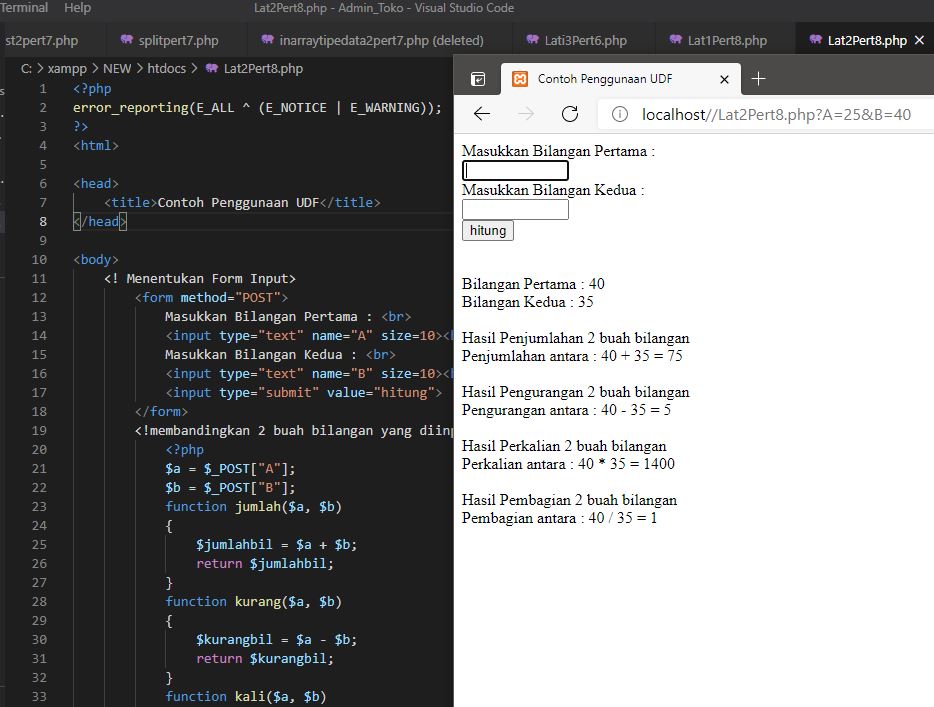 Terminal Help Lat2Pert8.php - Admin_Toko - Visual Studio Code
st2pert7.php splitpert7.php inarraytipedata2pert7.php (deleted) Lati3Pert6.php Lat1Pert8.php Lat2Pert8.php
C: > xampp > NEW > htdocs > Lat2Pert8.php
1 <?php
2 error_reporting(E_ALL ^ (E_NOTICE | E_WARNING));
3 ?>
4 <html>
5
6 <head>
7 <title>Contoh Penggunaan UDF</title>
8 </head>
9
10 <body>
11 <! Menentukan Form Input>
12 <form method="POST">
13 Masukkan Bilangan Pertama : <br>
14 <input type="text" name="A" size=10><
15 Masukkan Bilangan Kedua : <br>
16 <input type="text" name="B" size=10><
17 <input type="submit" value="hitung">
18 </form>
19 <!membandingkan 2 buah bilangan yang diinp
20 <?php
21 $a = $_POST["A"];
22 $b = $_POST["B"];
23 function jumlah($a, $b)
24 {
25 $jumlahbil = $a + $b;
26 return $jumlahbil;
27 }
28 function kurang($a, $b)
29 {
30 $kurangbil = $a - $b;
31 return $kurangbil;
32 }
33 function kali($a, $b)
Contoh Penggunaan UDF
localhost//Lat2Pert8.php?A=25&B=40
Masukkan Bilangan Pertama :
Masukkan Bilangan Kedua :
hitung
Bilangan Pertama : 40
Bilangan Kedua : 35
Hasil Penjumlahan 2 buah bilangan
Penjumlahan antara : 40 + 35 = 75
Hasil Pengurangan 2 buah bilangan
Pengurangan antara : 40 - 35 = 5
Hasil Perkalian 2 buah bilangan
Perkalian antara : 40 * 35 = 1400
Hasil Pembagian 2 buah bilangan
Pembagian antara : 40 / 35 = 1